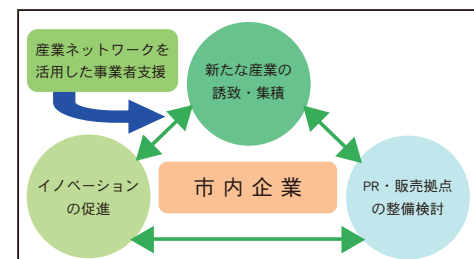 産業ネットワークを
活用した事業者支援
新たな産業の
誘致・集積
イノベーション
の促進
市内企業
PR・販売拠点
の整備検討